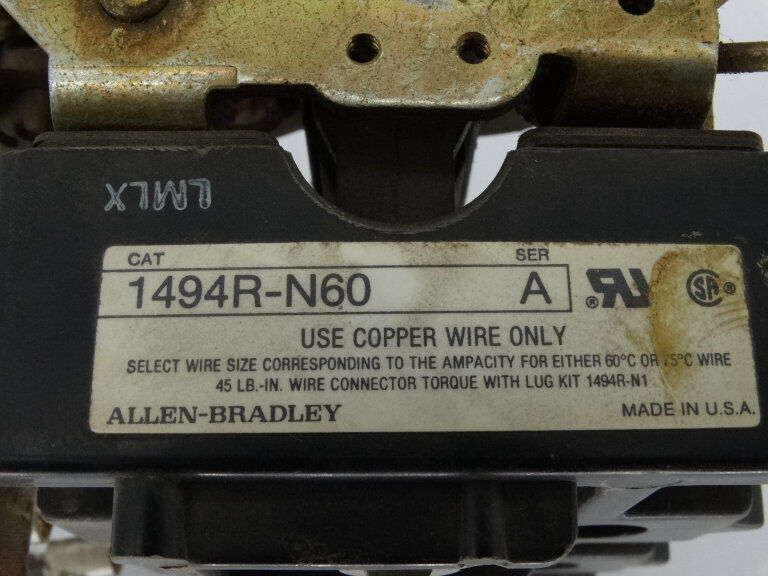 LMLX
CAT SER
1494R-N60 A
USE COPPER WIRE ONLY
SELECT WIRE SIZE CORRESPONDING TO THE AMPACITY FOR EITHER 60°C OR 75°C WIRE
45 LB.-IN. WIRE CONNECTOR TORQUE WITH LUG KIT 1494R-N1
ALLEN-BRADLEY MADE IN U.S.A.